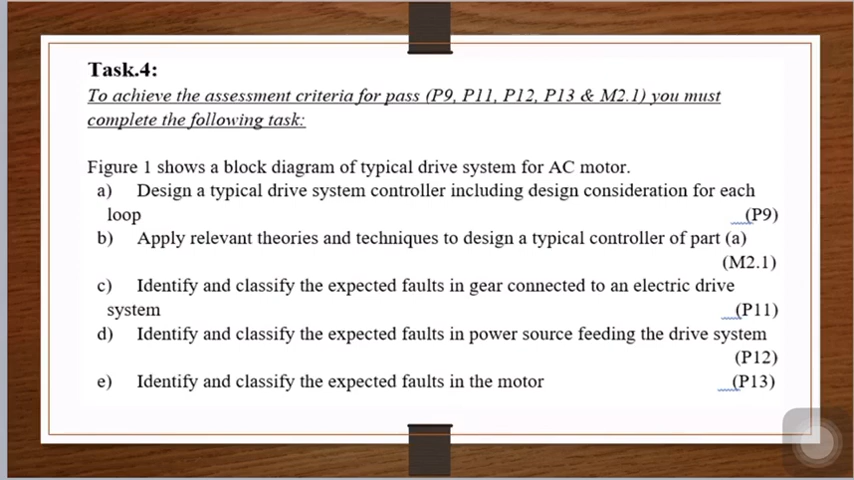 Task.4:
To achieve the assessment criteria for pass (P9, P11, P12, P13 & M2.1) you must
complete the following task:
Figure 1 shows a block diagram of typical drive system for AC motor.
a) Design a typical drive system controller including design consideration for each
loop (P9)
b) Apply relevant theories and techniques to design a typical controller of part (a)
(M2.1)
c) Identify and classify the expected faults in gear connected to an electric drive
system (P11)
d) Identify and classify the expected faults in power source feeding the drive system
(P12)
e) Identify and classify the expected faults in the motor (P13)